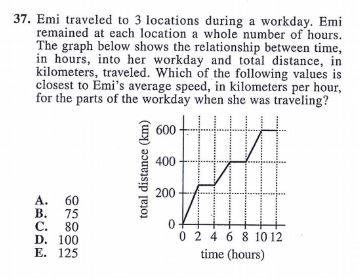 37. Emi traveled to 3 locations during a workday. Emi
remained at each location a whole number of hours.
The graph below shows the relationship between time,
in hours, into her workday and total distance, in
kilometers, traveled. Which of the following values is
closest to Emi's average speed, in kilometers per hour,
for the parts of the workday when she was traveling?
A. 60
B. 75
C. 80
D. 100
E. 125
total distance (km)
600
400
200
0
0 2 4 6 8 10 12
time (hours)